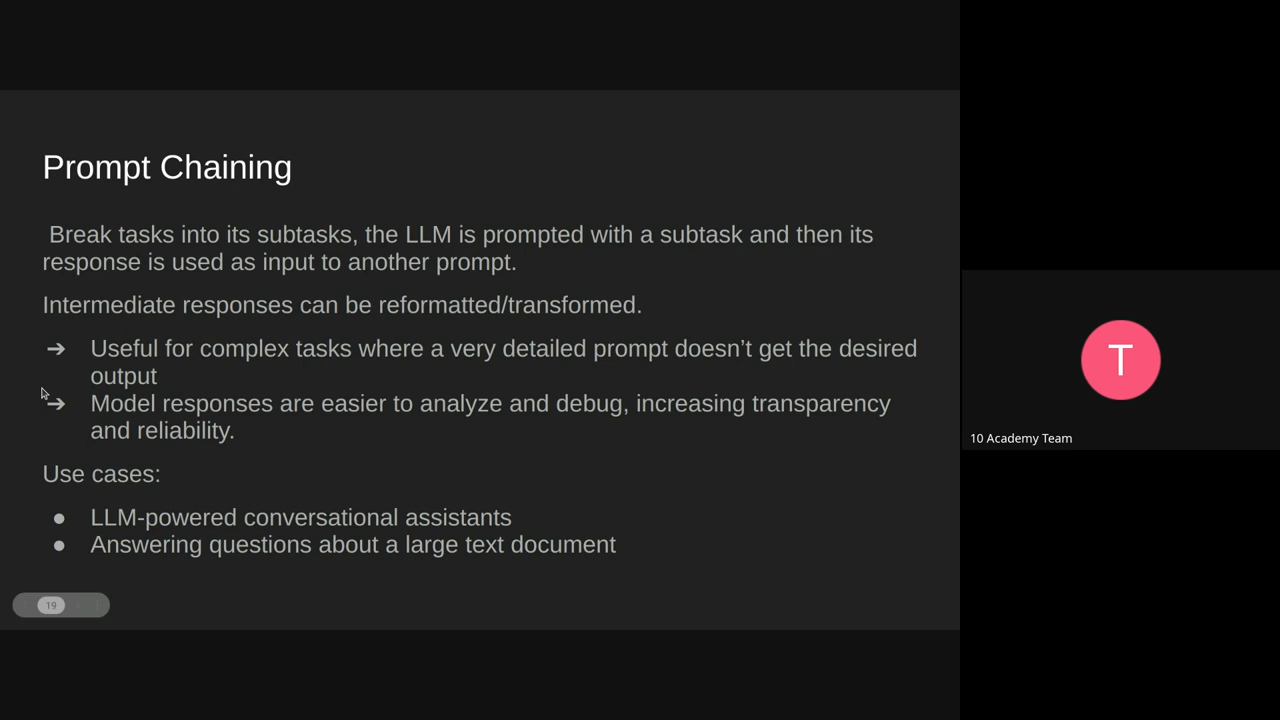 Prompt Chaining
Break tasks into its subtasks, the LLM is prompted with a subtask and then its
response is used as input to another prompt.
Intermediate responses can be reformatted/transformed.
➔ Useful for complex tasks where a very detailed prompt doesn’t get the desired
output
➔ Model responses are easier to analyze and debug, increasing transparency
and reliability.
Use cases:
● LLM-powered conversational assistants
● Answering questions about a large text document
19
T
10 Academy Team